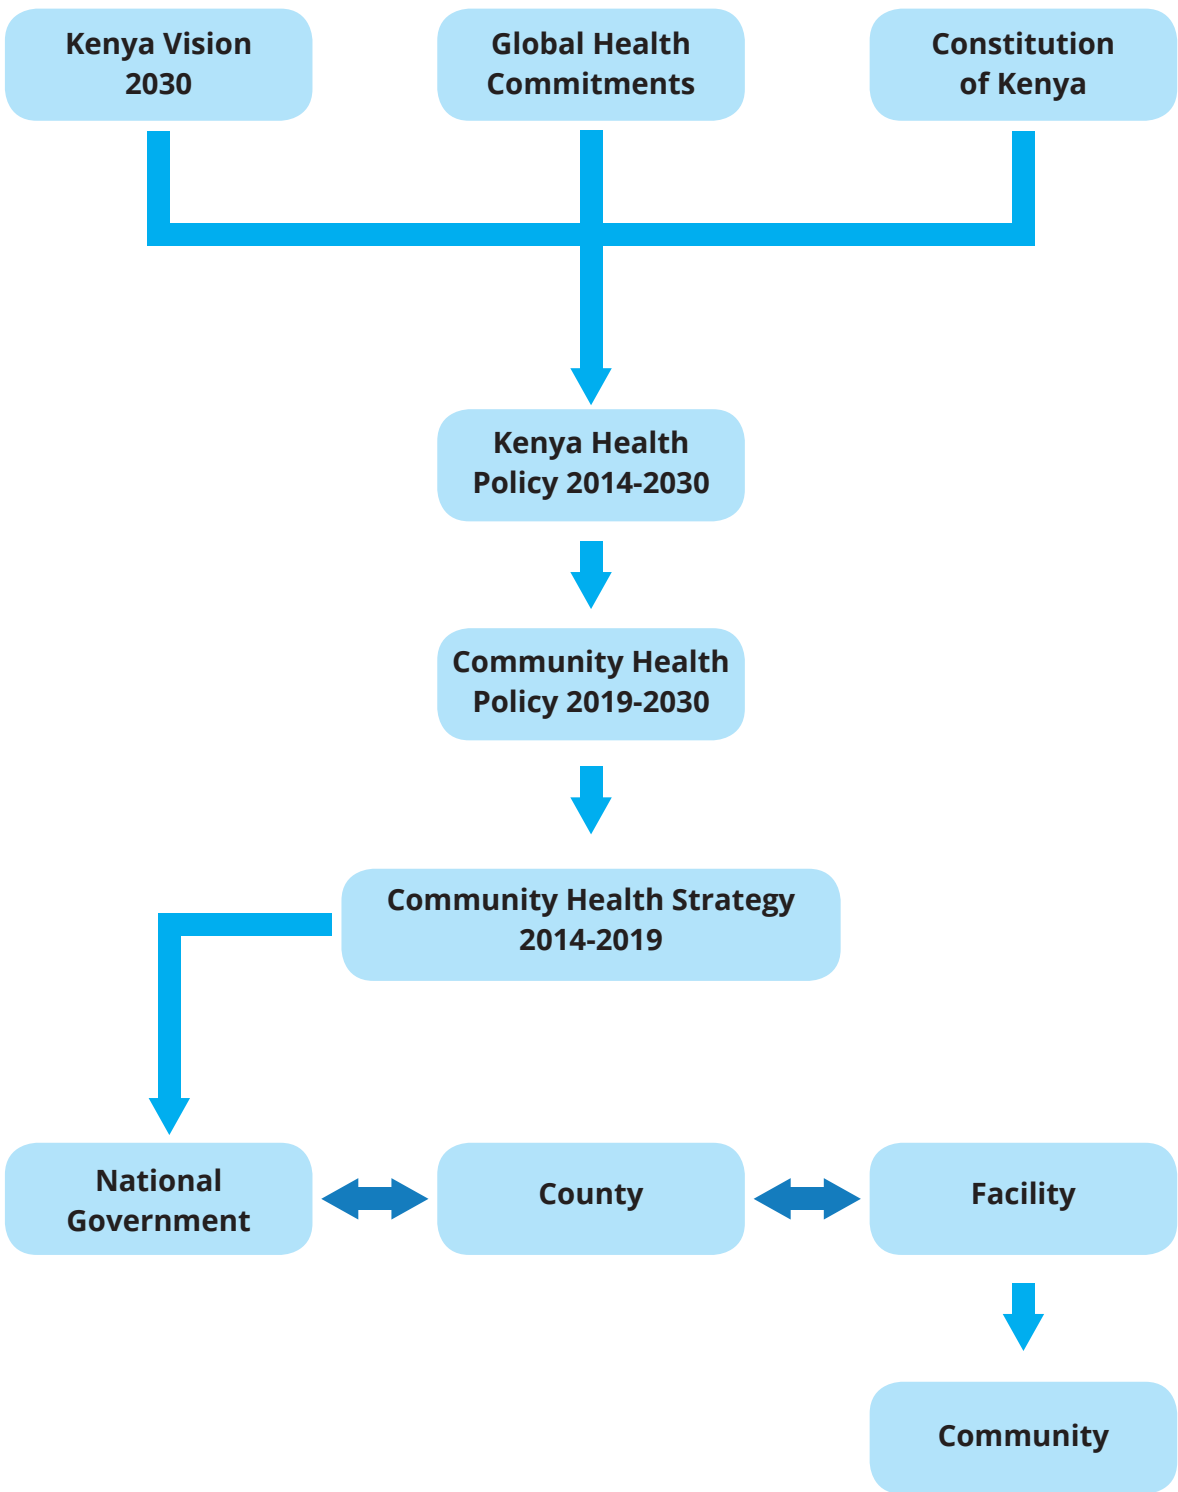 Kenya Vision
2030
Global Health
Commitments
Constitution
of Kenya
Kenya Health
Policy 2014-2030
Community Health
Policy 2019-2030
Community Health Strategy
2014-2019
National
Government
County
Facility
Community